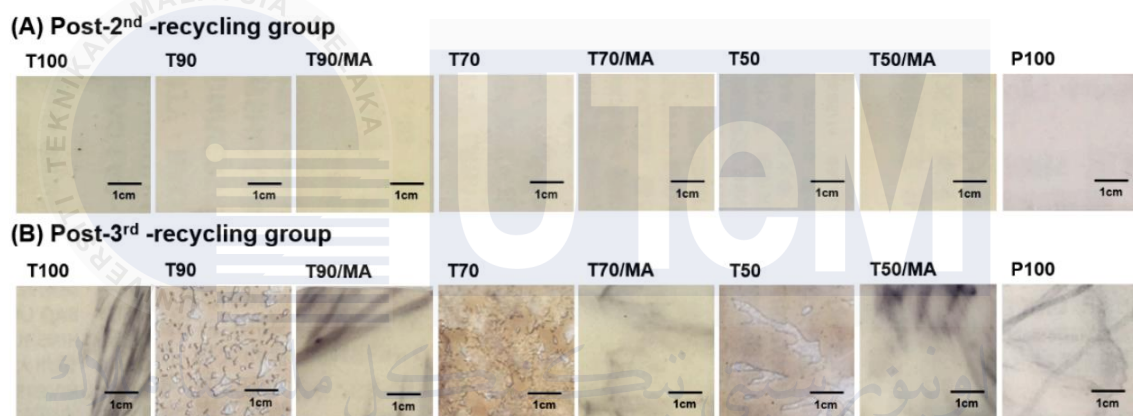 (A) Post-2nd -recycling group
T100 T90 T90/MA T70 T70/MA T50 T50/MA P100
1cm 1cm 1cm 1cm 1cm 1cm 1cm 1cm
(B) Post-3rd -recycling group
T100 T90 T90/MA T70 T70/MA T50 T50/MA P100
1cm 1cm 1cm 1cm 1cm 1cm 1cm 1cm
UTeM